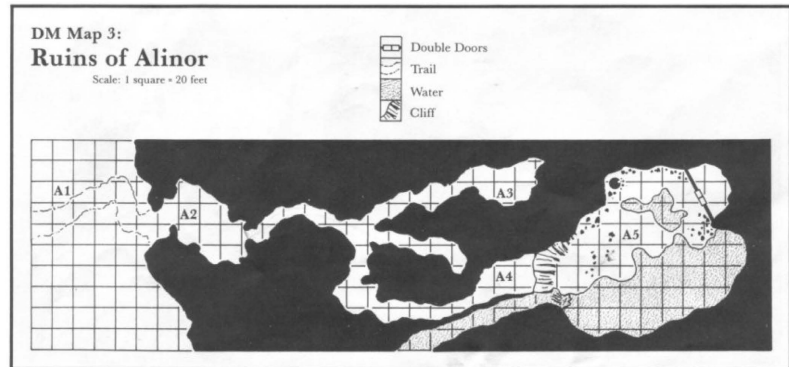 DM Map 3:
Ruins of Alinor
Scale: 1 square = 20 feet
Double Doors
Trail
Water
Cliff
A1
A2
A3
A4
A5